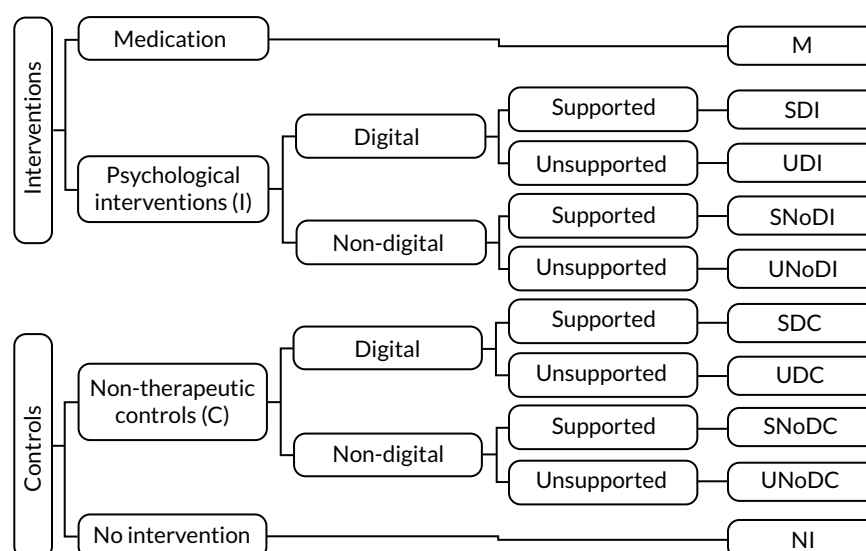 Interventions
Medication
M
Psychological
interventions (I)
Digital
Supported
SDI
Unsupported
UDI
Non-digital
Supported
SNoDI
Unsupported
UNoDI
Controls
Non-therapeutic
controls (C)
Digital
Supported
SDC
Unsupported
UDC
Non-digital
Supported
SNoDC
Unsupported
UNoDC
No intervention
NI